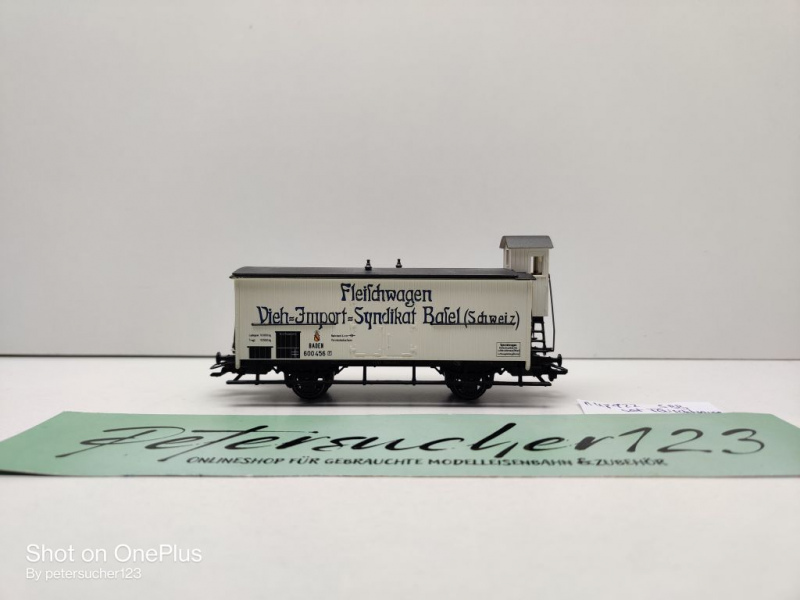 Fleischwagen
Vieh=Import=Syndikat Basel (Schweiz)
BADEN
600 456
Petersucher123
ONLINESHOP FÜR GEBRAUCHTE MODELLEISENBAHN & ZUBEHÖR
Shot on OnePlus
By petersucher123